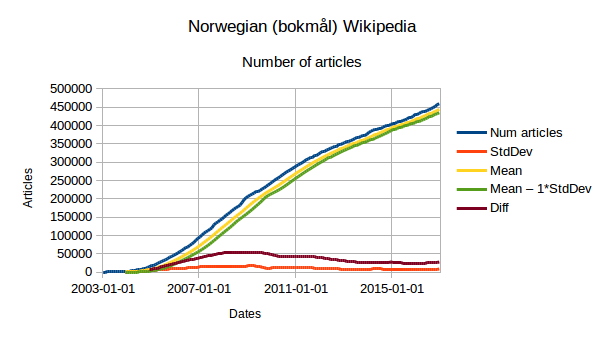 Norwegian (bokmål) Wikipedia
Number of articles
500000
450000
400000
350000
300000
250000
200000
150000
100000
50000
0
Articles
2003-01-01 2007-01-01 2011-01-01 2015-01-01
Dates
Num articles
StdDev
Mean
Mean – 1*StdDev
Diff